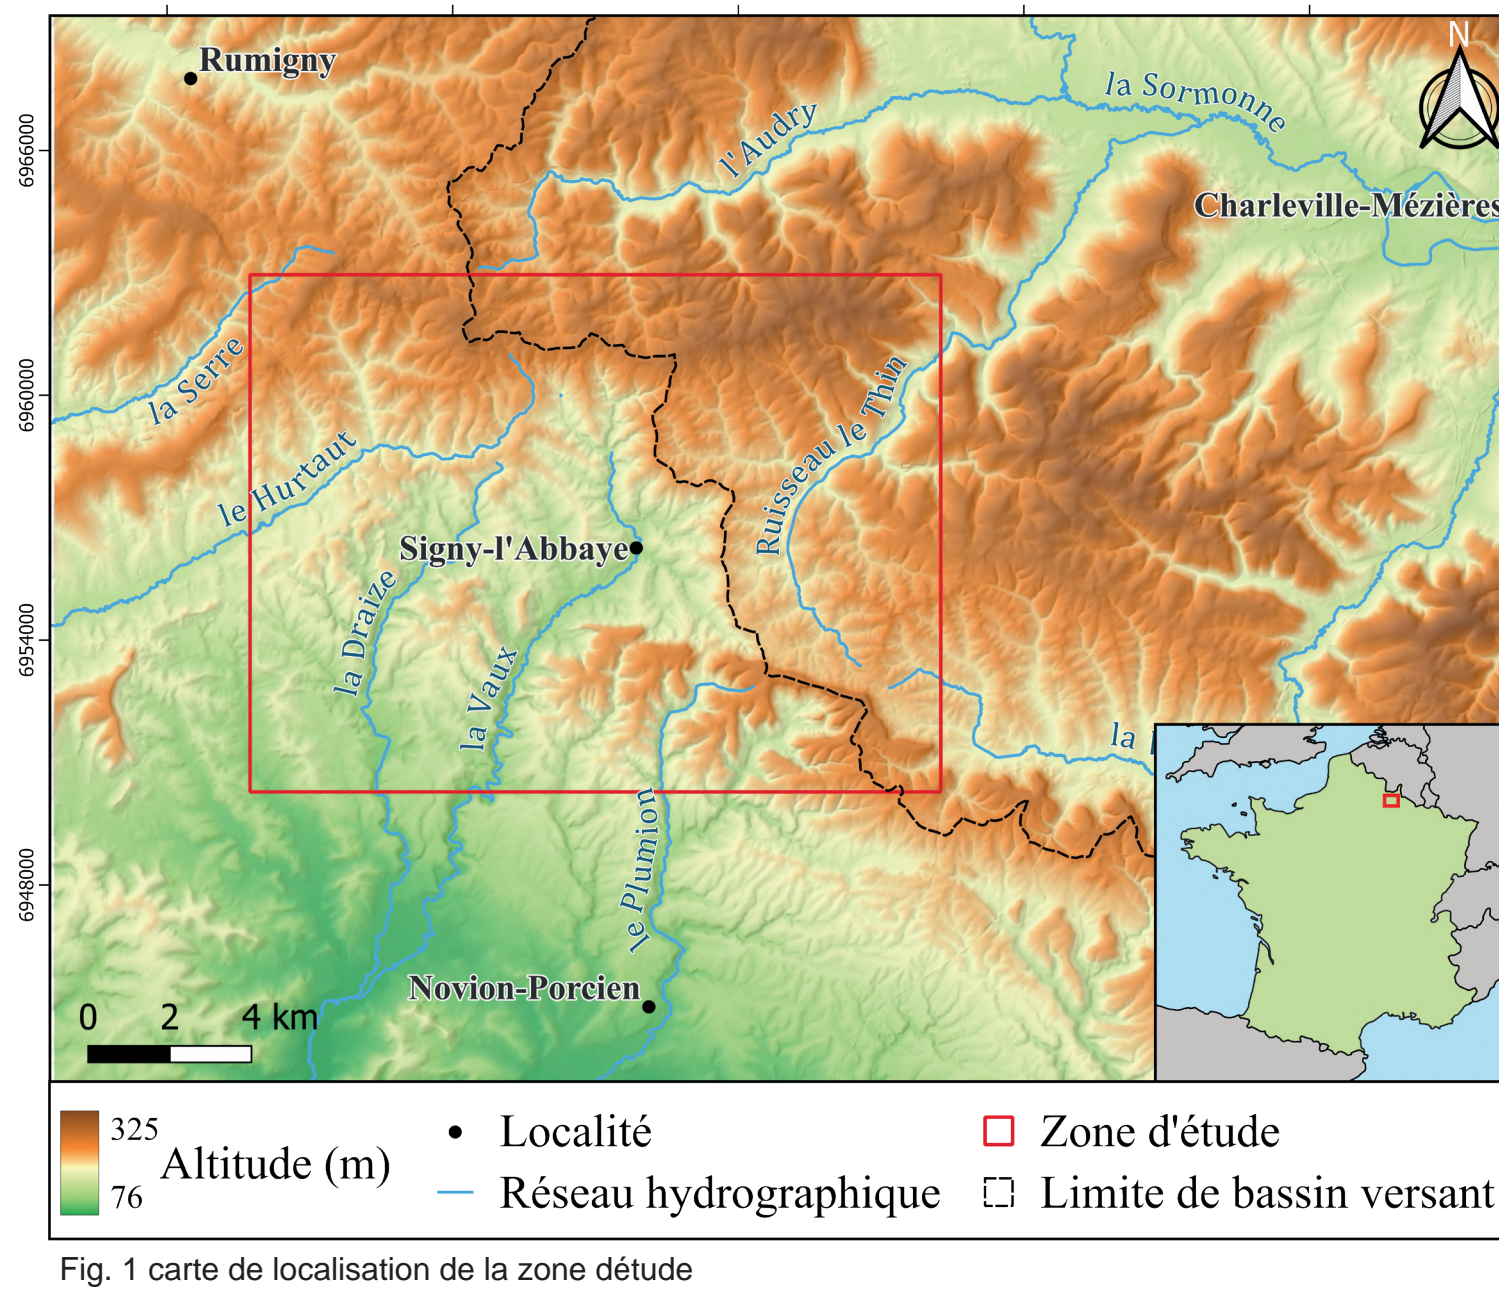 N
Rumigny
la Sormonne
l'Audry
6966000
Charleville-Mézières
la Serre
6960000
Ruisseau le Thin
le Hurtaut
Signy-l'Abbaye
la Draize
6954000
la Vaux
la
le Plumion
6948000
Novion-Porcien
0 2 4 km
325
76
Altitude (m)
Localité
Réseau hydrographique
Zone d'étude
Limite de bassin versant
Fig. 1 carte de localisation de la zone détude